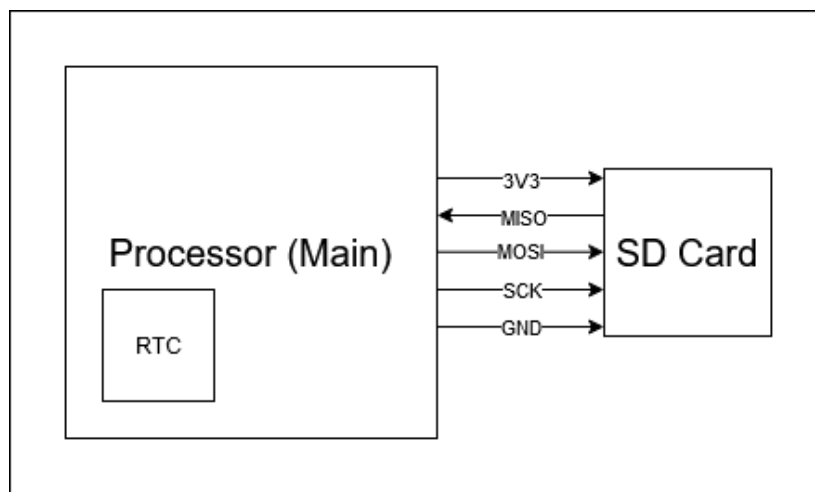 3V3
MISO
Processor (Main)
MOSI
SD Card
SCK
RTC
GND